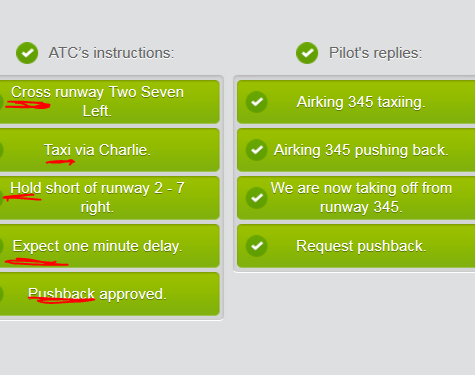 ATC's instructions:
Cross runway Two Seven
Left.
Taxi via Charlie.
Hold short of runway 2 - 7
right.
Expect one minute delay.
Pushback approved.
Pilot's replies:
Airking 345 taxiing.
Airking 345 pushing back.
We are now taking off from
runway 345.
Request pushback.